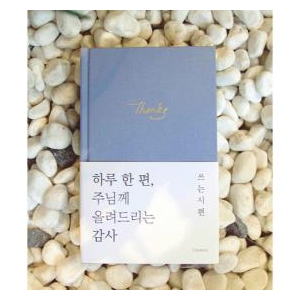 Thanks
하루 한 편,
주님께
올려드리는
감사
쓰는시편